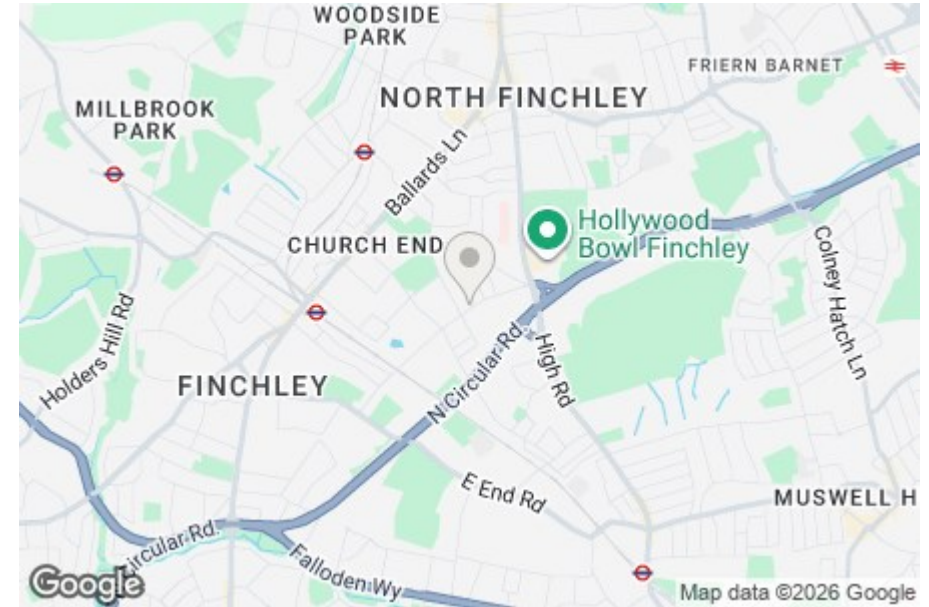 WOODSIDE
PARK
FRIERN BARNET
NORTH FINCHLEY
MILLBROOK
PARK
Ballards Ln
Hollywood
Bowl Finchley
CHURCH END
Colney Hatch Ln
Holders Hill Rd
N Circular Rd
High Rd
FINCHLEY
E End Rd
MUSWELL H
Circular Rd.
Falloden Wy
Google
Map data ©2026 Google